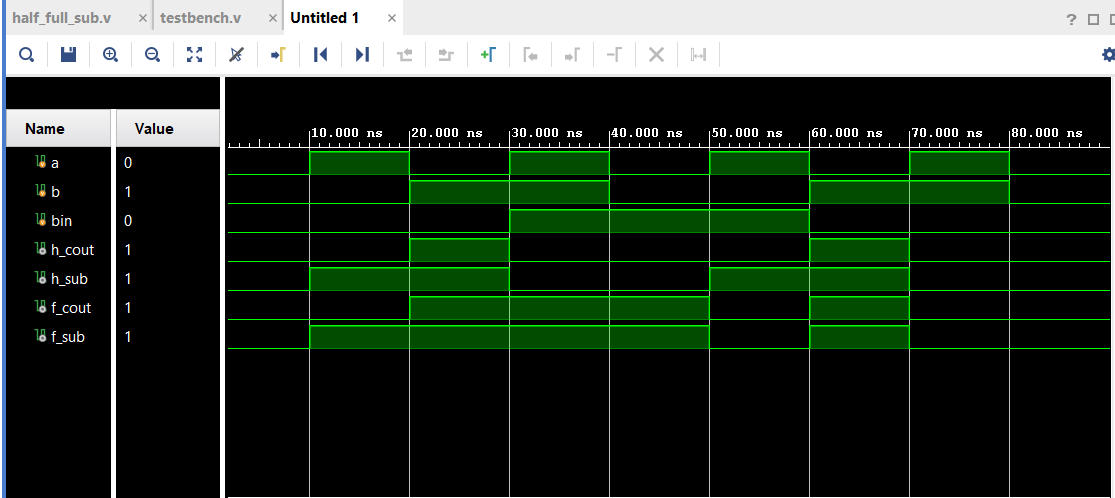 half_full_sub.v × testbench.v × Untitled 1 ×
?
Name Value
10.000 ns 20.000 ns 30.000 ns 40.000 ns 50.000 ns 60.000 ns 70.000 ns 80.000 ns
a 0
b 1
bin 0
h_cout 1
h_sub 1
f_cout 1
f_sub 1